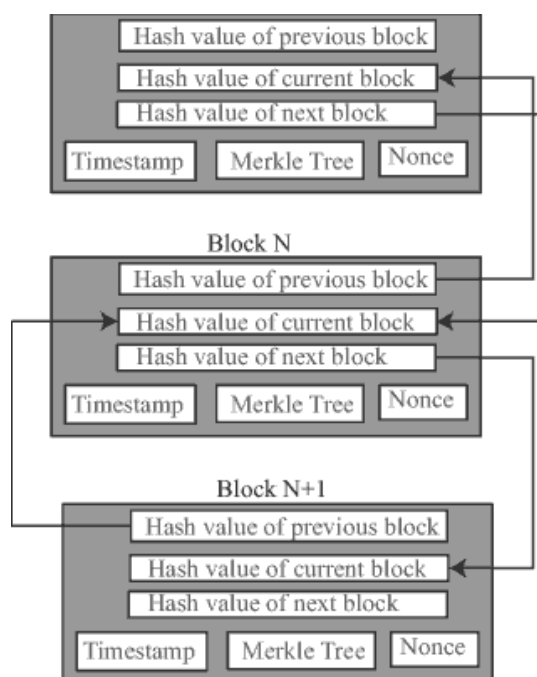 Hash value of previous block
Hash value of current block
Hash value of next block
Timestamp Merkle Tree Nonce
Block N
Hash value of previous block
Hash value of current block
Hash value of next block
Timestamp Merkle Tree Nonce
Block N+1
Hash value of previous block
Hash value of current block
Hash value of next block
Timestamp Merkle Tree Nonce